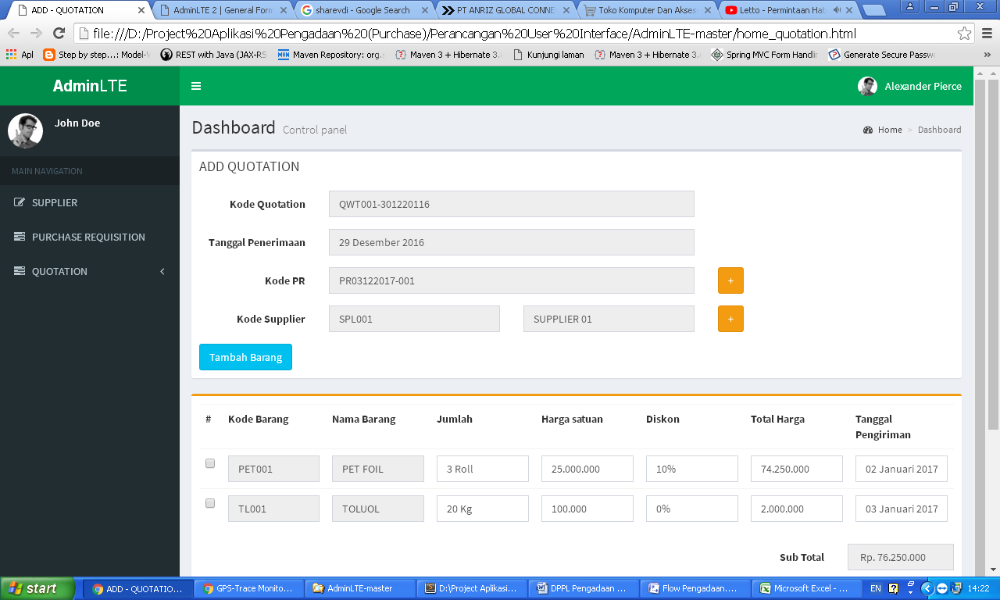 ADD - QUOTATION
AdminLTE 2 | General Form
sharevdi - Google Search
PT ANRIZ GLOBAL CONNE
Toko Komputer Dan Akses
Letto - Permintaan Hat
file:///D:/Project%20Aplikasi%20Pengadaan%20(Purchase)/Perancangan%20User%20Interface/AdminLTE-master/home_quotation.html
Apl
Step by step...: Model-
REST with Java (JAX-RS
Maven Repository: org.
Maven 3 + Hibernate 3.
Kunjungi laman
Maven 3 + Hibernate 3.
Spring MVC Form Handli
Generate Secure Passw
»
AdminLTE
Alexander Pierce
John Doe
Dashboard Control panel
Home > Dashboard
MAIN NAVIGATION
SUPPLIER
PURCHASE REQUISITION
QUOTATION
ADD QUOTATION
Kode Quotation QWT001-301220116
Tanggal Penerimaan 29 Desember 2016
Kode PR PR03122017-001 +
Kode Supplier SPL001 SUPPLIER 01 +
Tambah Barang
# Kode Barang Nama Barang Jumlah Harga satuan Diskon Total Harga Tanggal
Pengiriman
PET001 PET FOIL 3 Roll 25.000.000 10% 74.250.000 02 Januari 2017
TL001 TOLUOL 20 Kg 100.000 0% 2.000.000 03 Januari 2017
Sub Total Rp. 76.250.000
start
ADD - QUOTATIO...
GPS-Trace Monito...
AdminLTE-master
D:\Project Aplikasi...
DPPL Pengadaan ...
Flow Pengadaan....
Microsoft Excel - ...
EN
14:22